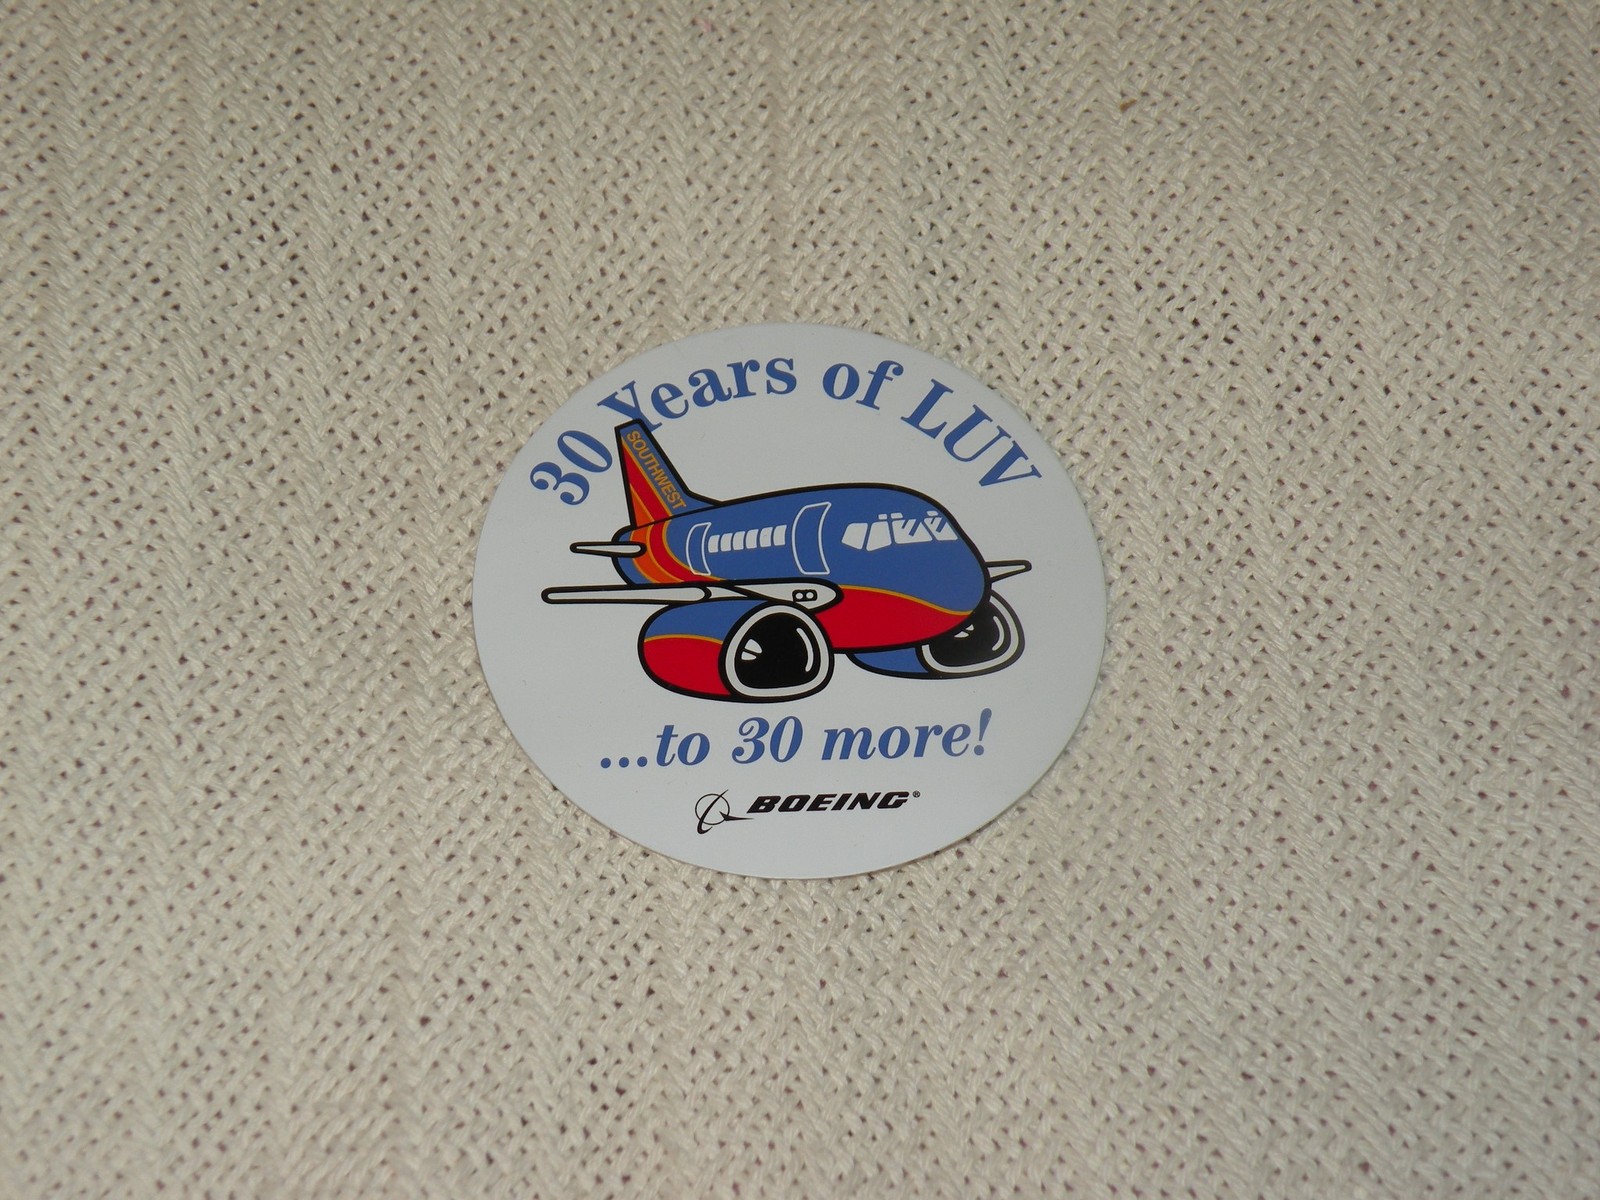 30 Years of LUV
SOUTHWEST
...to 30 more!
BOEING®